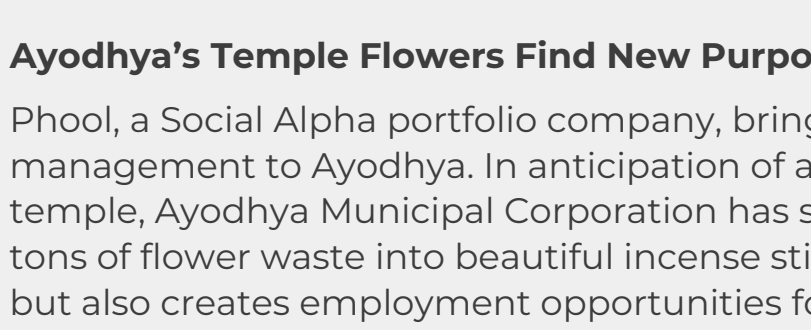 Ayodhya’s Temple Flowers Find New Purpo
Phool, a Social Alpha portfolio company, bring
management to Ayodhya. In anticipation of a
temple, Ayodhya Municipal Corporation has s
tons of flower waste into beautiful incense sti
but also creates employment opportunities fo